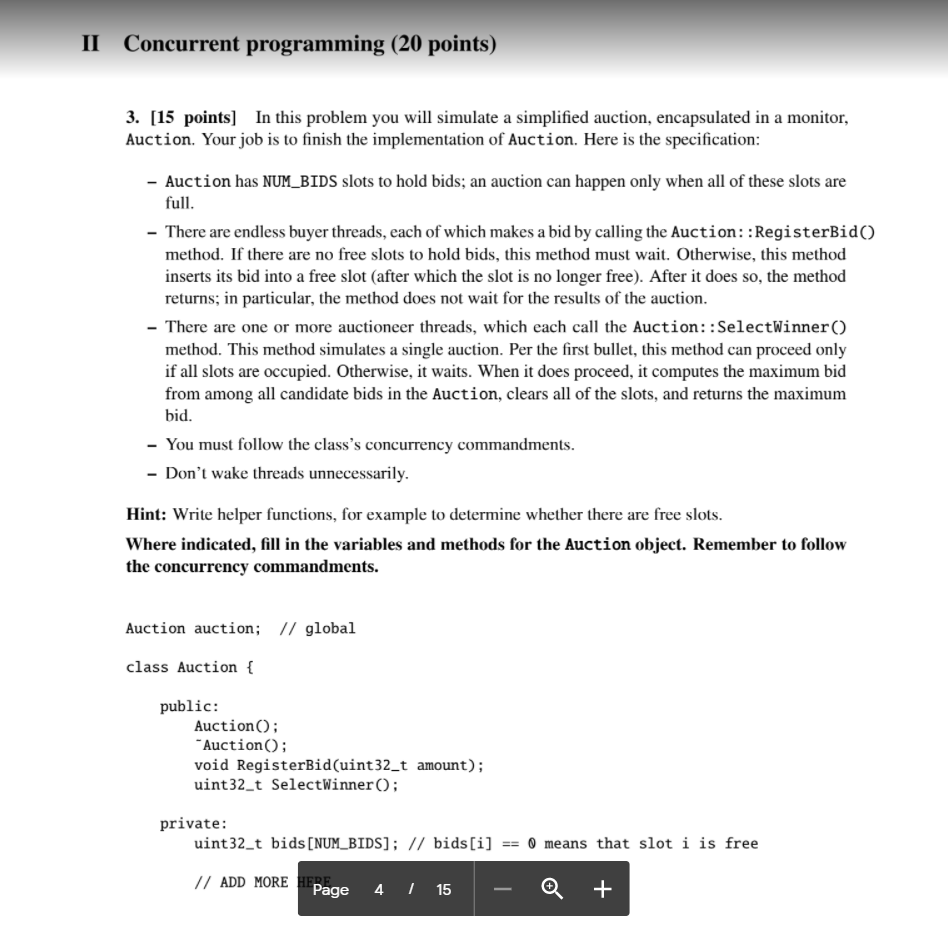 II Concurrent programming (20 points)
3. [15 points] In this problem you will simulate a simplified auction, encapsulated in a monitor,
Auction. Your job is to finish the implementation of Auction. Here is the specification:
– Auction has NUM_BIDS slots to hold bids; an auction can happen only when all of these slots are
full.
– There are endless buyer threads, each of which makes a bid by calling the Auction::RegisterBid()
method. If there are no free slots to hold bids, this method must wait. Otherwise, this method
inserts its bid into a free slot (after which the slot is no longer free). After it does so, the method
returns; in particular, the method does not wait for the results of the auction.
– There are one or more auctioneer threads, which each call the Auction::SelectWinner()
method. This method simulates a single auction. Per the first bullet, this method can proceed only
if all slots are occupied. Otherwise, it waits. When it does proceed, it computes the maximum bid
from among all candidate bids in the Auction, clears all of the slots, and returns the maximum
bid.
– You must follow the class's concurrency commandments.
– Don't wake threads unnecessarily.
Hint: Write helper functions, for example to determine whether there are free slots.
Where indicated, fill in the variables and methods for the Auction object. Remember to follow
the concurrency commandments.
Auction auction; // global
class Auction {
public:
Auction();
~Auction();
void RegisterBid(uint32_t amount);
uint32_t SelectWinner();
private:
uint32_t bids[NUM_BIDS]; // bids[i] == 0 means that slot i is free
// ADD MORE HERE
Page 4 / 15